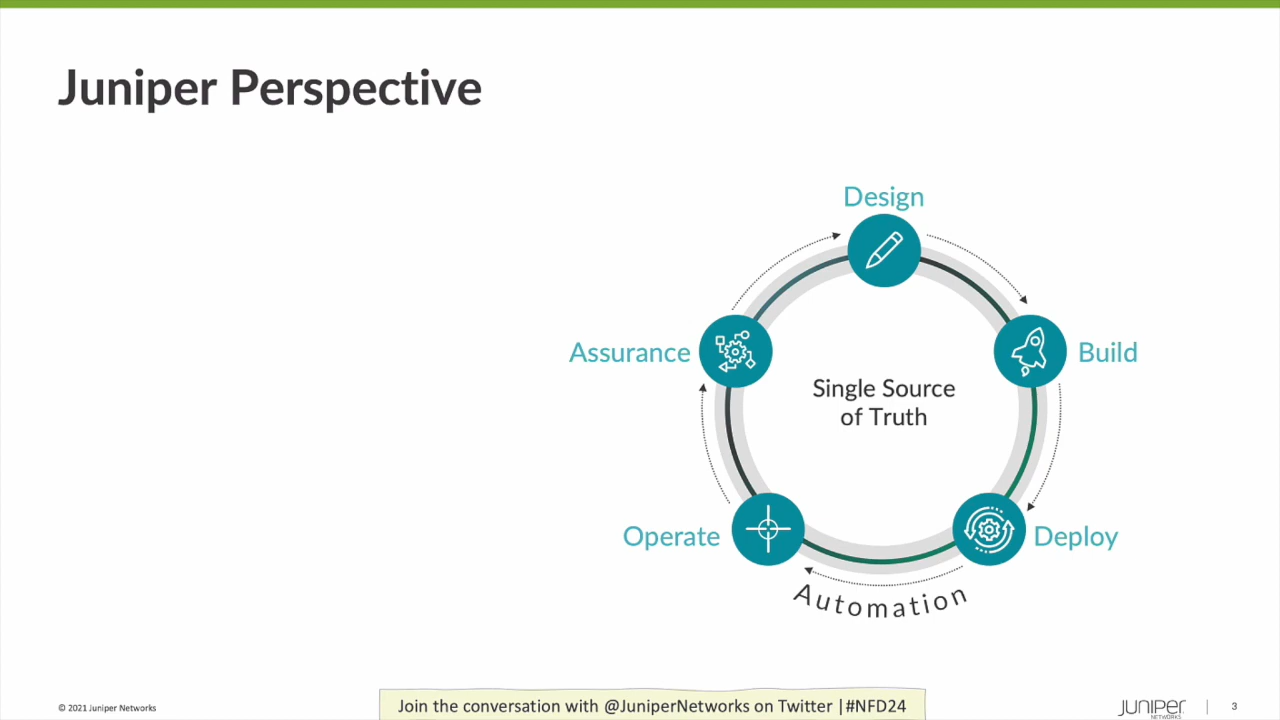 Juniper Perspective
Design
Assurance
Build
Single Source
of Truth
Operate
Deploy
Automation
© 2021 Juniper Networks
Join the conversation with @JuniperNetworks on Twitter |#NFD24
JUNIPER
NETWORKS
3